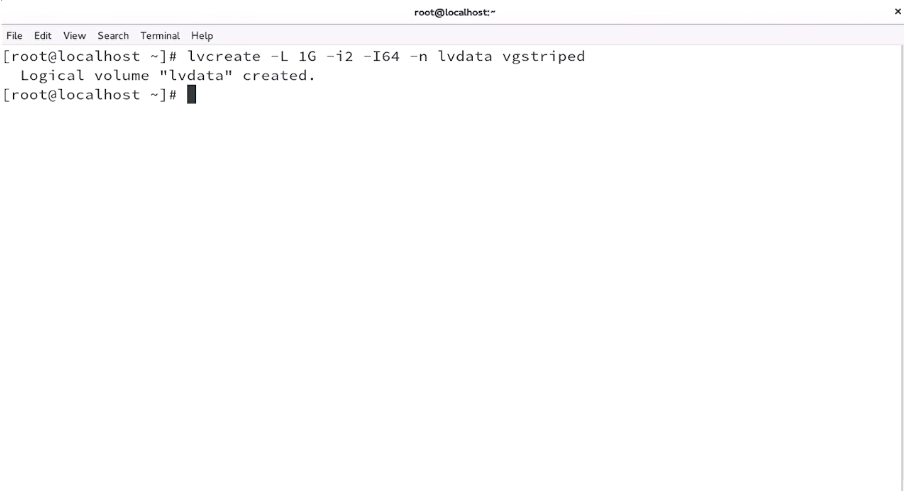 root@localhost:~ ×
File Edit View Search Terminal Help
[root@localhost ~]# lvcreate -L 1G -i2 -I64 -n lvdata vgstriped
  Logical volume "lvdata" created.
[root@localhost ~]#